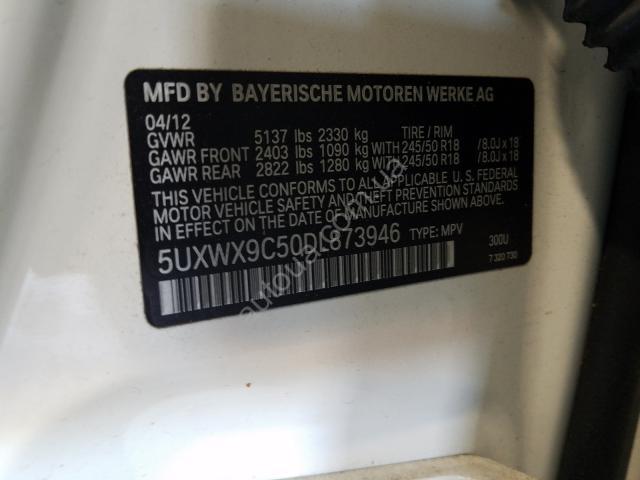 MFD BY BAYERISCHE MOTOREN WERKE AG
04/12
GVWR 5137 lbs 2330 kg TIRE / RIM
GAWR FRONT 2403 lbs 1090 kg WITH 245/50 R18 / 8.0J x 18
GAWR REAR 2822 lbs 1280 kg WITH 245/50 R18 / 8.0J x 18
THIS VEHICLE CONFORMS TO ALL APPLICABLE U. S. FEDERAL
MOTOR VEHICLE SAFETY AND THEFT PREVENTION STANDARDS
IN EFFECT ON THE DATE OF MANUFACTURE SHOWN ABOVE.
5UXWX9C50DL873946 TYPE: MPV 300U
7 320 730
autoua.com.ua